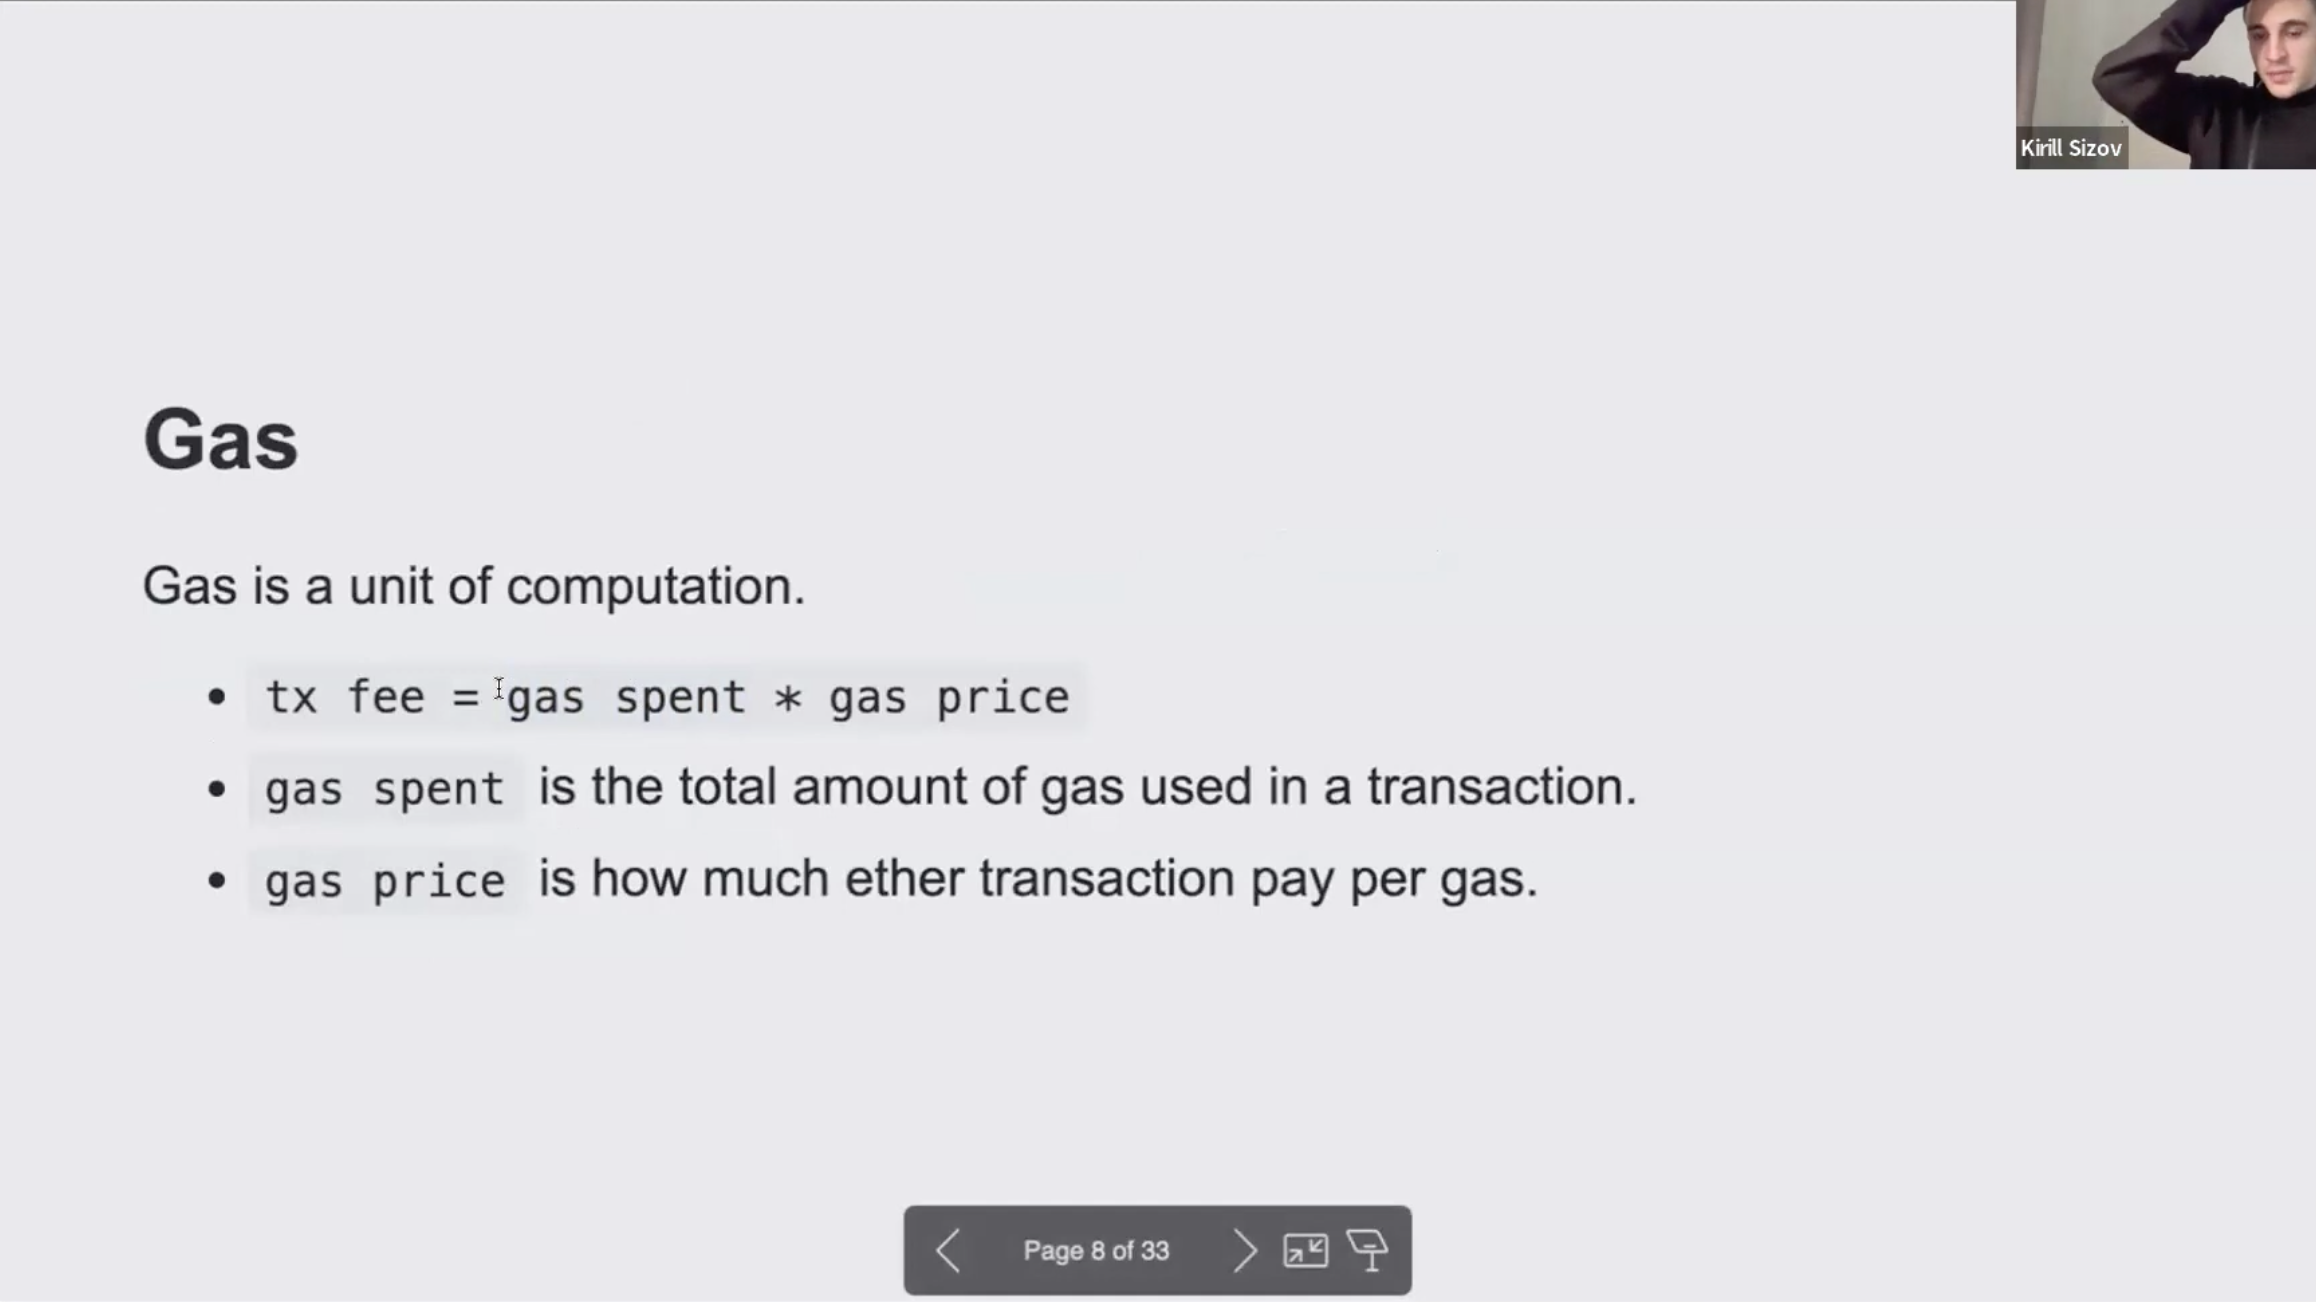 Kirill Sizov
Gas
Gas is a unit of computation.
• tx fee = gas spent * gas price
• gas spent is the total amount of gas used in a transaction.
• gas price is how much ether transaction pay per gas.
Page 8 of 33